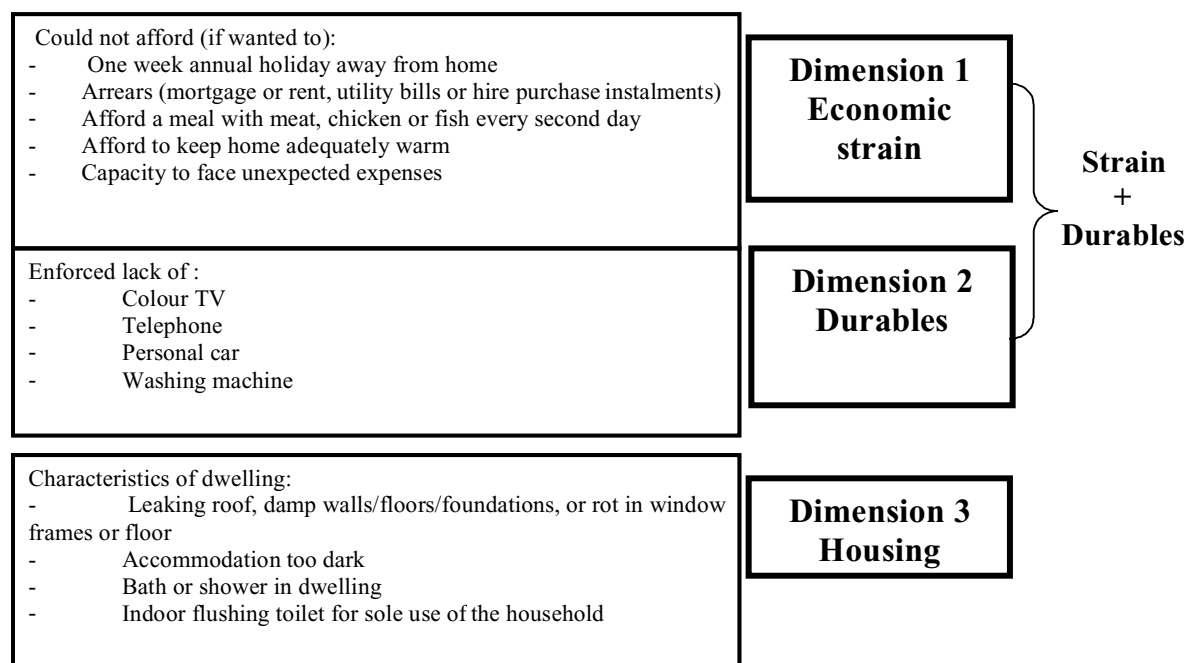 Could not afford (if wanted to):
- One week annual holiday away from home
- Arrears (mortgage or rent, utility bills or hire purchase instalments)
- Afford a meal with meat, chicken or fish every second day
- Afford to keep home adequately warm
- Capacity to face unexpected expenses
Dimension 1
Economic
strain
Enforced lack of :
- Colour TV
- Telephone
- Personal car
- Washing machine
Dimension 2
Durables
Strain
+
Durables
Characteristics of dwelling:
- Leaking roof, damp walls/floors/foundations, or rot in window
frames or floor
- Accommodation too dark
- Bath or shower in dwelling
- Indoor flushing toilet for sole use of the household
Dimension 3
Housing